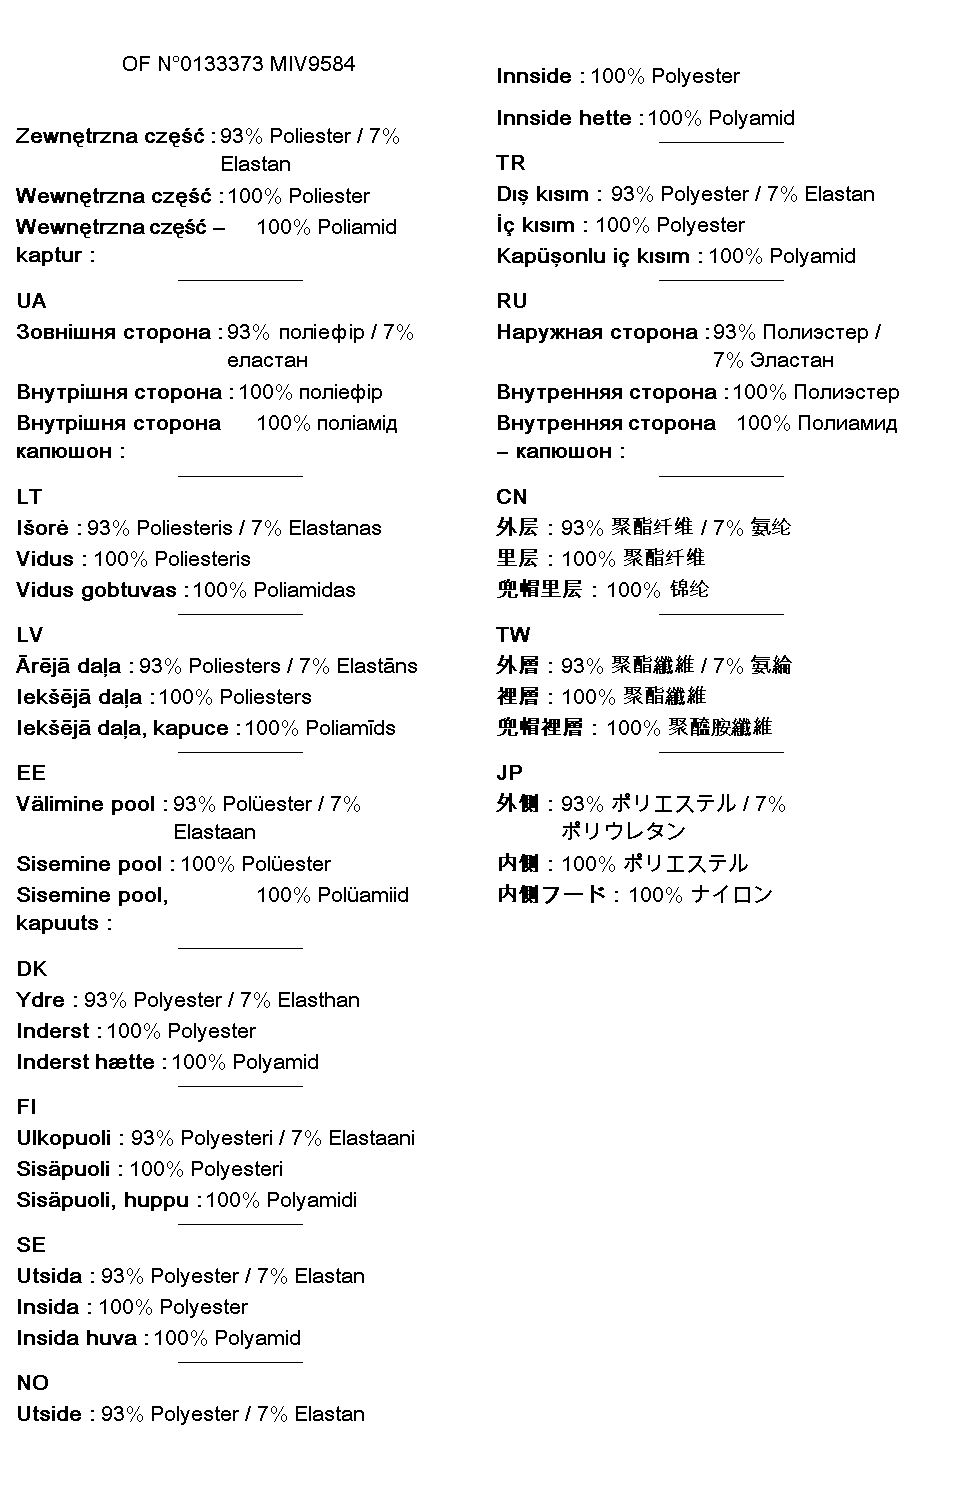 OF N°0133373 MIV9584
Zewnętrzna część : 93% Poliester / 7%
Elastan
Wewnętrzna część : 100% Poliester
Wewnętrzna część – 100% Poliamid
kaptur :
UA
Зовнішня сторона : 93% поліефір / 7%
еластан
Внутрішня сторона : 100% поліефір
Внутрішня сторона 100% поліамід
капюшон :
LT
Išorė : 93% Poliesteris / 7% Elastanas
Vidus : 100% Poliesteris
Vidus gobtuvas : 100% Poliamidas
LV
Ārējā daļa : 93% Poliesters / 7% Elastāns
Iekšējā daļa : 100% Poliesters
Iekšējā daļa, kapuce : 100% Poliamīds
EE
Välimine pool : 93% Polüester / 7%
Elastaan
Sisemine pool : 100% Polüester
Sisemine pool, 100% Polüamiid
kapuuts :
DK
Ydre : 93% Polyester / 7% Elasthan
Inderst : 100% Polyester
Inderst hætte : 100% Polyamid
FI
Ulkopuoli : 93% Polyesteri / 7% Elastaani
Sisäpuoli : 100% Polyesteri
Sisäpuoli, huppu : 100% Polyamidi
SE
Utsida : 93% Polyester / 7% Elastan
Insida : 100% Polyester
Insida huva : 100% Polyamid
NO
Utside : 93% Polyester / 7% Elastan
Innside : 100% Polyester
Innside hette : 100% Polyamid
TR
Dış kısım : 93% Polyester / 7% Elastan
İç kısım : 100% Polyester
Kapüşonlu iç kısım : 100% Polyamid
RU
Наружная сторона : 93% Полиэстер /
7% Эластан
Внутренняя сторона : 100% Полиэстер
Внутренняя сторона 100% Полиамид
– капюшон :
CN
外层 : 93% 聚酯纤维 / 7% 氨纶
里层 : 100% 聚酯纤维
兜帽里层 : 100% 锦纶
TW
外層 : 93% 聚酯纖維 / 7% 氨綸
裡層 : 100% 聚酯纖維
兜帽裡層 : 100% 聚醯胺纖維
JP
外側 : 93% ポリエステル / 7%
ポリウレタン
内側 : 100% ポリエステル
内側フード : 100% ナイロン